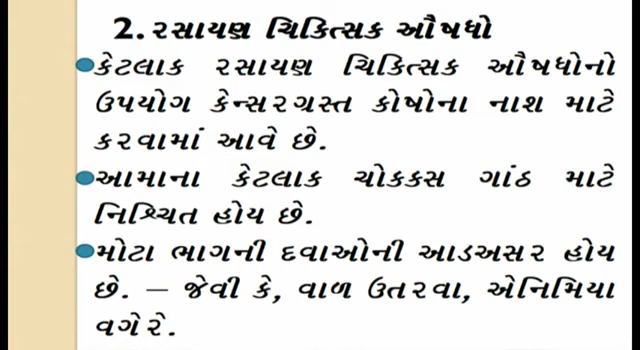 2. રસાયણ ચિકિત્સક ઔષધો
કેટલાક રસાયણ ચિકિત્સક ઔષધોનો
ઉપયોગ કેન્સરગ્રસ્ત કોષોના નાશ માટે
કરવામાં આવે છે.
આમાના કેટલાક ચોકકસ ગાંઠ માટે
નિશ્ચિત હોય છે.
મોટા ભાગની દવાઓની આડઅસર હોય
છે. – જેવી કે, વાળ ઉતરવા, એનિમિયા
વગેરે.